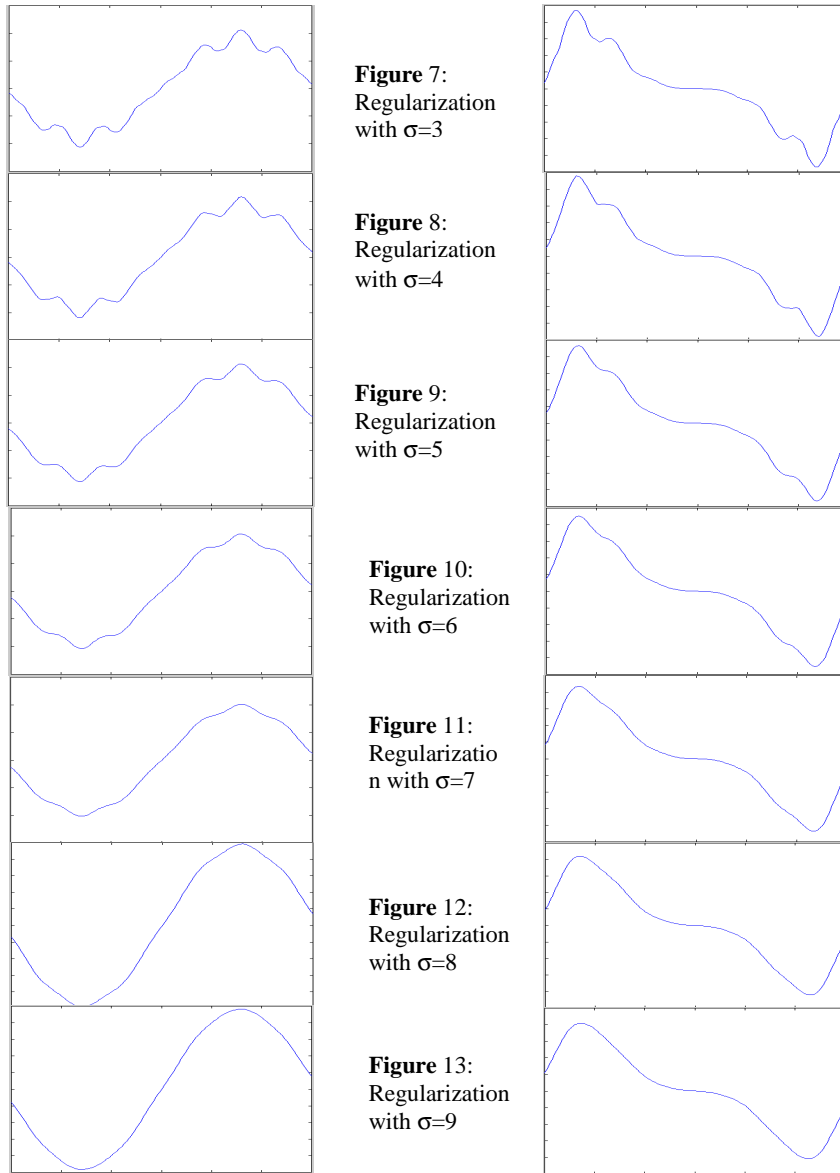 Figure 7:
Regularization
with σ=3
Figure 8:
Regularization
with σ=4
Figure 9:
Regularization
with σ=5
Figure 10:
Regularization
with σ=6
Figure 11:
Regularizatio
n with σ=7
Figure 12:
Regularization
with σ=8
Figure 13:
Regularization
with σ=9